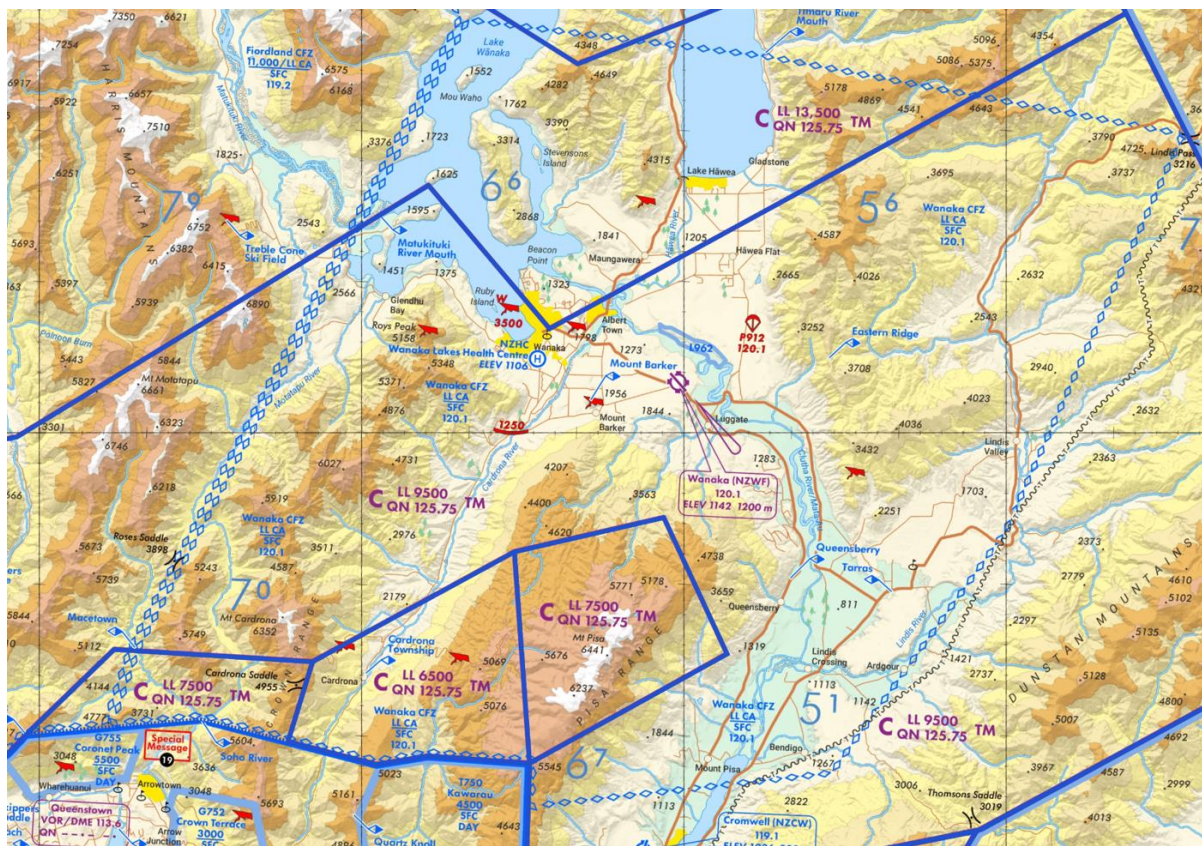 7350
6621
7254
6917
5922
6657
7510
6251
HARRIS MOUNTAINS
Fiordland CFZ
11,000/LL CA
SFC
119.2
6575
6168
Matukituki River
1825
Lake
Wānaka
1552
Mou Waho
1762
4348
4649
4282
3390
3376
1723
3314
Stevensons
Island
1625
4315
Timaru River
Mouth
C LL 13,500 TM
QN 125.75
Gladstone
Lake Hāwea
5096
4354
5086
5375
5178
4869
4541
4643
3790
4725
Lindis Pass
3216
3737
3695
7⁹
6⁶
5⁶
6752
6382
6415
Treble Cone
Ski Field
2543
1595
2868
Matukituki
River Mouth
Beacon
Point
1841
Maungawera
Hāwea River
1205
Hāwea Flat
4587
Wanaka CFZ
LL CA
SFC
120.1
2543
2632
4026
2665
5693
5397
5939
6890
2566
1451
1375
Glendhu
Bay
Ruby
Island
W
3500
1323
1798
Albert
Town
Roys Peak
5158
NZHC
Wanaka
Wanaka Lakes Health Centre
ELEV 1106
H
1273
L962
P912
120.1
3252
Eastern Ridge
3708
2940
Polnoon Burn
5443
5827
5844
Mt Motatapu
6661
Motatapu River
5348
5371
Wanaka CFZ
LL CA
SFC
120.1
4876
Mount Barker
1956
Mount
Barker
1844
Luggate
4023
4036
2632
3301
6746
6323
6218
1250
Cardrona River
4731
6027
4207
1283
3432
Lindis
Valley
2363
C LL 9500 TM
QN 125.75
4400
4620
3563
Wanaka (NZWF)
120.1
ELEV 1142 1200 m
1703
2251
5919
Wanaka CFZ
LL CA
SFC
120.1
Roses Saddle
3898
5673
3511
4587
5243
5739
2976
4738
Queensberry
Tarras
2373
2779
4610
5102
7⁰
2179
C LL 7500 TM
QN 125.75
5771
5178
Mt Pisa
6441
5676
6237
PISA RANGE
3659
Queensberry
811
Lindis River
2297
5135
DUNSTAN MOUNTAINS
5844
Macetown
5749
5112
Mt Cardrona
6352
Cardrona
Township
Cardrona
5069
5076
1319
Lindis
Crossing
Ardgour
1421
2737
5128
4800
4144
C LL 7500 TM
QN 125.75
Cardrona Saddle
4955
C LL 6500 TM
QN 125.75
Wanaka CFZ
LL CA
SFC
120.1
1113
1142
Wanaka CFZ
LL CA
SFC
120.1
5¹
C LL 9500 TM
QN 125.75
5007
4692
4771
3731
G755
Coronet Peak
5500
SFC
DAY
3048
Special
Message
19
5604
Soho River
3636
5023
T750
Kawarau
4500
SFC
DAY
5545
6⁷
1844
Bendigo
1267
Mount Pisa
3967
4587
2999
Wharehuanui
Arrowtown
3048
5161
Queenstown
VOR/DME 113.6
QN
G752
Crown Terrace
3000
SFC
5693
Arrow
Junction
4643
Quartz Knoll
1113
2822
3006
Thomsons Saddle
3019
4013
Cromwell (NZCW)
119.1